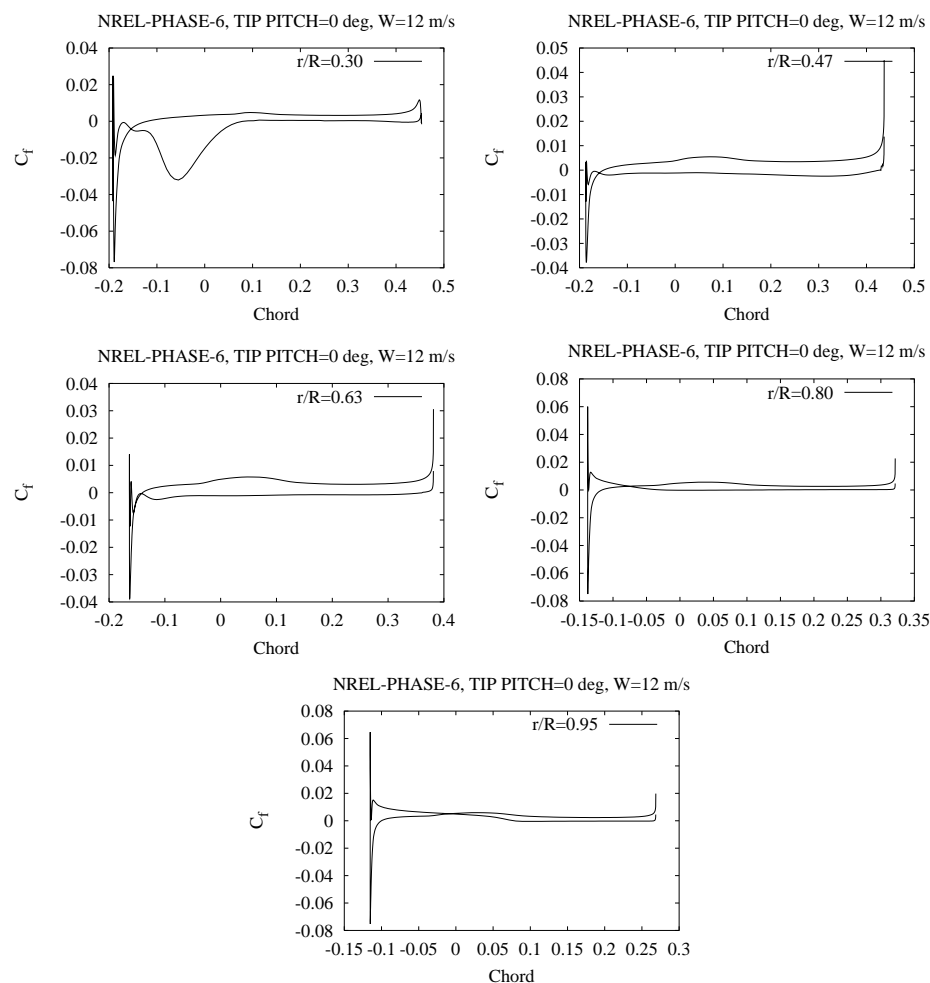 NREL-PHASE-6, TIP PITCH=0 deg, W=12 m/s
r/R=0.30
0.04
0.02
0
-0.02
-0.04
-0.06
-0.08
Cf
-0.2 -0.1 0 0.1 0.2 0.3 0.4 0.5
Chord
NREL-PHASE-6, TIP PITCH=0 deg, W=12 m/s
r/R=0.47
0.05
0.04
0.03
0.02
0.01
0
-0.01
-0.02
-0.03
-0.04
Cf
-0.2 -0.1 0 0.1 0.2 0.3 0.4 0.5
Chord
NREL-PHASE-6, TIP PITCH=0 deg, W=12 m/s
r/R=0.63
0.04
0.03
0.02
0.01
0
-0.01
-0.02
-0.03
-0.04
Cf
-0.2 -0.1 0 0.1 0.2 0.3 0.4
Chord
NREL-PHASE-6, TIP PITCH=0 deg, W=12 m/s
r/R=0.80
0.08
0.06
0.04
0.02
0
-0.02
-0.04
-0.06
-0.08
Cf
-0.15 -0.1 -0.05 0 0.05 0.1 0.15 0.2 0.25 0.3 0.35
Chord
NREL-PHASE-6, TIP PITCH=0 deg, W=12 m/s
r/R=0.95
0.08
0.06
0.04
0.02
0
-0.02
-0.04
-0.06
-0.08
Cf
-0.15 -0.1 -0.05 0 0.05 0.1 0.15 0.2 0.25 0.3
Chord